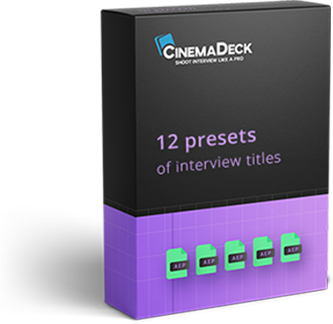 CINEMADECK
SHOOT INTERVIEW LIKE A PRO
12 presets
of interview titles
AEP AEP AEP AEP AEP